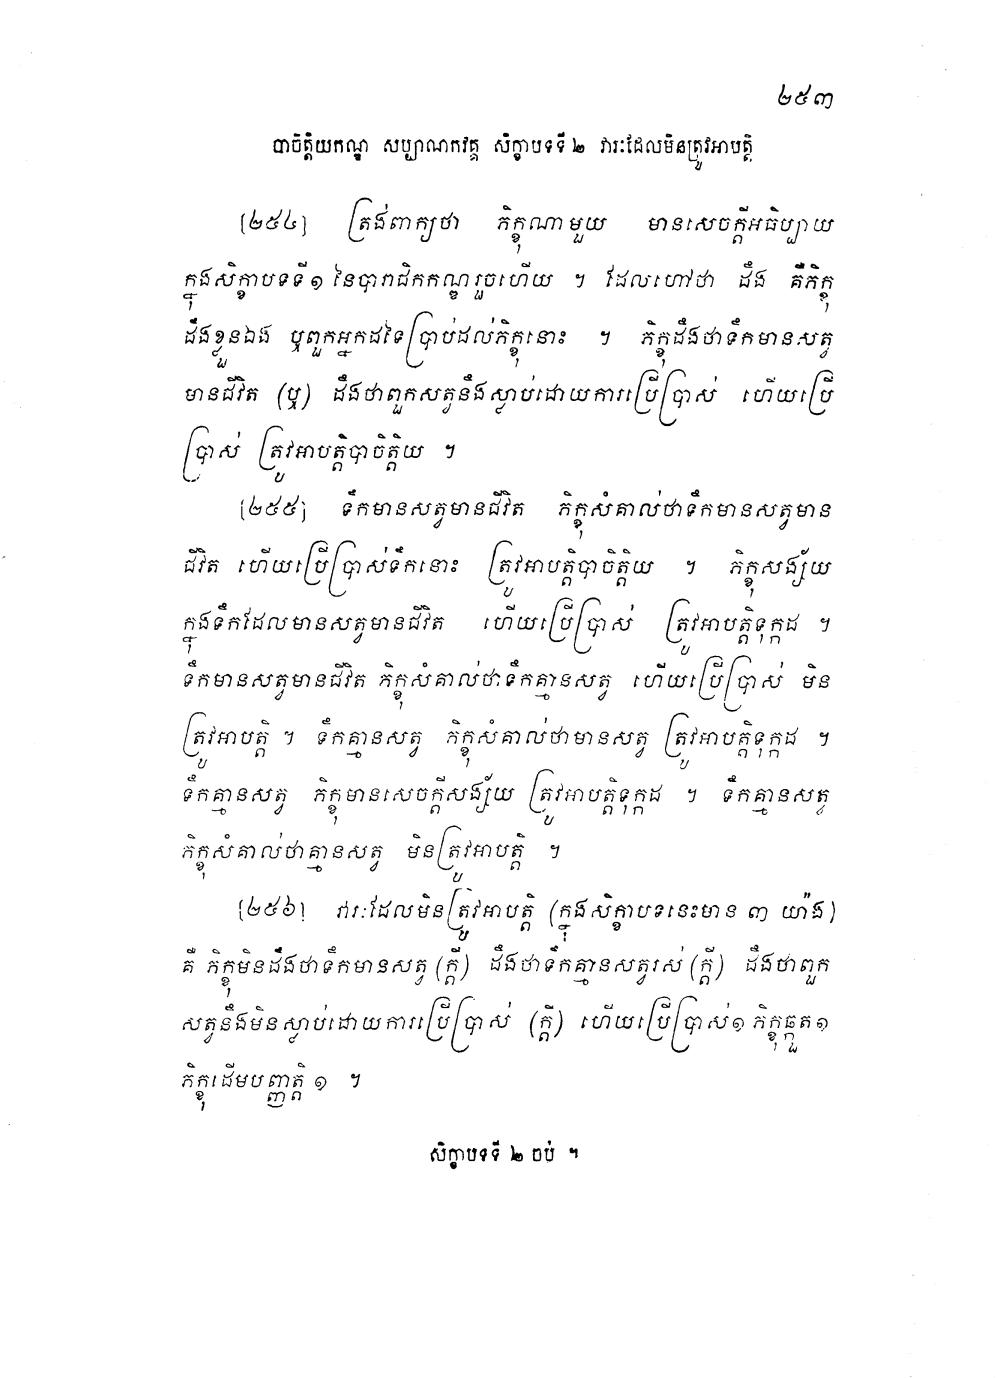 ២៥៣
បាចិត្តិយកណ្ឌ សប្បាណកវគ្គ សិក្ខាបទទី២ វារៈដែលមិនត្រូវអាបត្តិ
[២៥៤] ត្រង់ពាក្យថា ភិក្ខុណាមួយ មានសេចក្តីអធិប្បាយ
ក្នុងសិក្ខាបទទី១ នៃបារាជិកកណ្ឌរួចហើយ ។ ដែលហៅថា ដឹង គឺភិក្ខុ
ដឹងខ្លួនឯង ឬពួកអ្នកដទៃប្រាប់ដល់ភិក្ខុនោះ ។ ភិក្ខុដឹងថាទឹកមានសត្វ
មានជីវិត (ឬ) ដឹងថាពួកសត្វនឹងស្លាប់ដោយការប្រើប្រាស់ ហើយប្រើ
ប្រាស់ ត្រូវអាបត្តិបាចិត្តិយ ។
[២៥៥] ទឹកមានសត្វមានជីវិត ភិក្ខុសំគាល់ថាទឹកមានសត្វមាន
ជីវិត ហើយប្រើប្រាស់ទឹកនោះ ត្រូវអាបត្តិបាចិត្តិយ ។ ភិក្ខុសង្ស័យ
ក្នុងទឹកដែលមានសត្វមានជីវិត ហើយប្រើប្រាស់ ត្រូវអាបត្តិទុក្កដ ។
ទឹកមានសត្វមានជីវិត ភិក្ខុសំគាល់ថាទឹកគ្មានសត្វ ហើយប្រើប្រាស់ មិន
ត្រូវអាបត្តិ ។ ទឹកគ្មានសត្វ ភិក្ខុសំគាល់ថាមានសត្វ ត្រូវអាបត្តិទុក្កដ ។
ទឹកគ្មានសត្វ ភិក្ខុមានសេចក្តីសង្ស័យ ត្រូវអាបត្តិទុក្កដ ។ ទឹកគ្មានសត្វ
ភិក្ខុសំគាល់ថាគ្មានសត្វ មិនត្រូវអាបត្តិ ។
[២៥៦] វារៈដែលមិនត្រូវអាបត្តិ (ក្នុងសិក្ខាបទនេះមាន ៣ យ៉ាង)
គឺ ភិក្ខុមិនដឹងថាទឹកមានសត្វ (ក្តី) ដឹងថាទឹកគ្មានសត្វរស់ (ក្តី) ដឹងថាពួក
សត្វនឹងមិនស្លាប់ដោយការប្រើប្រាស់ (ក្តី) ហើយប្រើប្រាស់១ ភិក្ខុឆ្កួត១
ភិក្ខុដើមបញ្ញត្តិ ១ ។
សិក្ខាបទទី ២ ចប់ ។